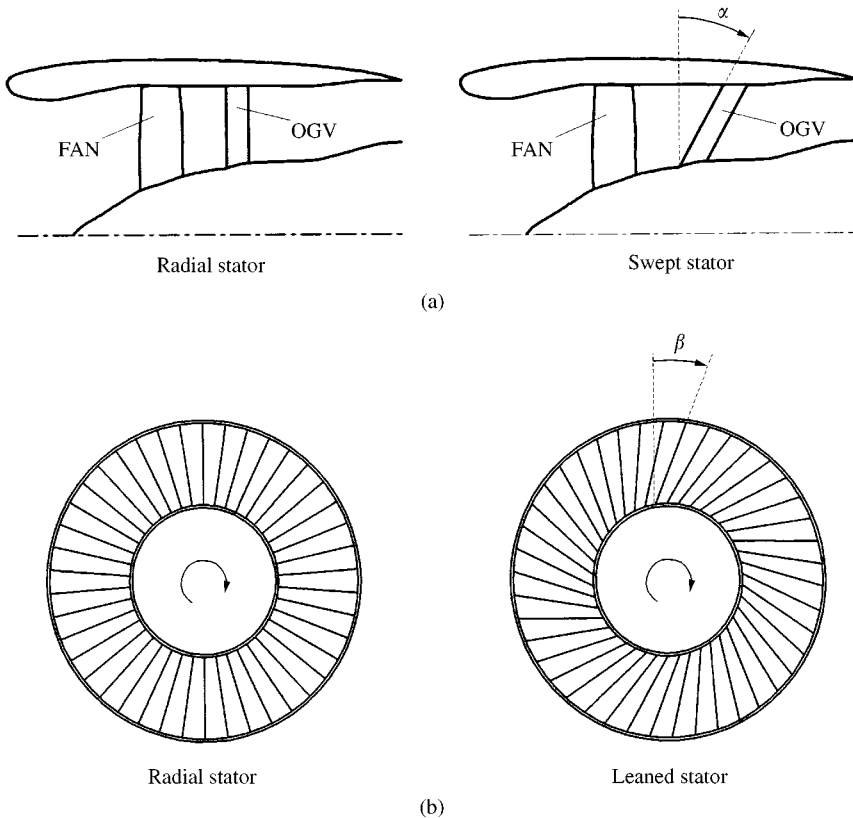 α
FAN
OGV
FAN
OGV
Radial stator
Swept stator
(a)
β
Radial stator
Leaned stator
(b)